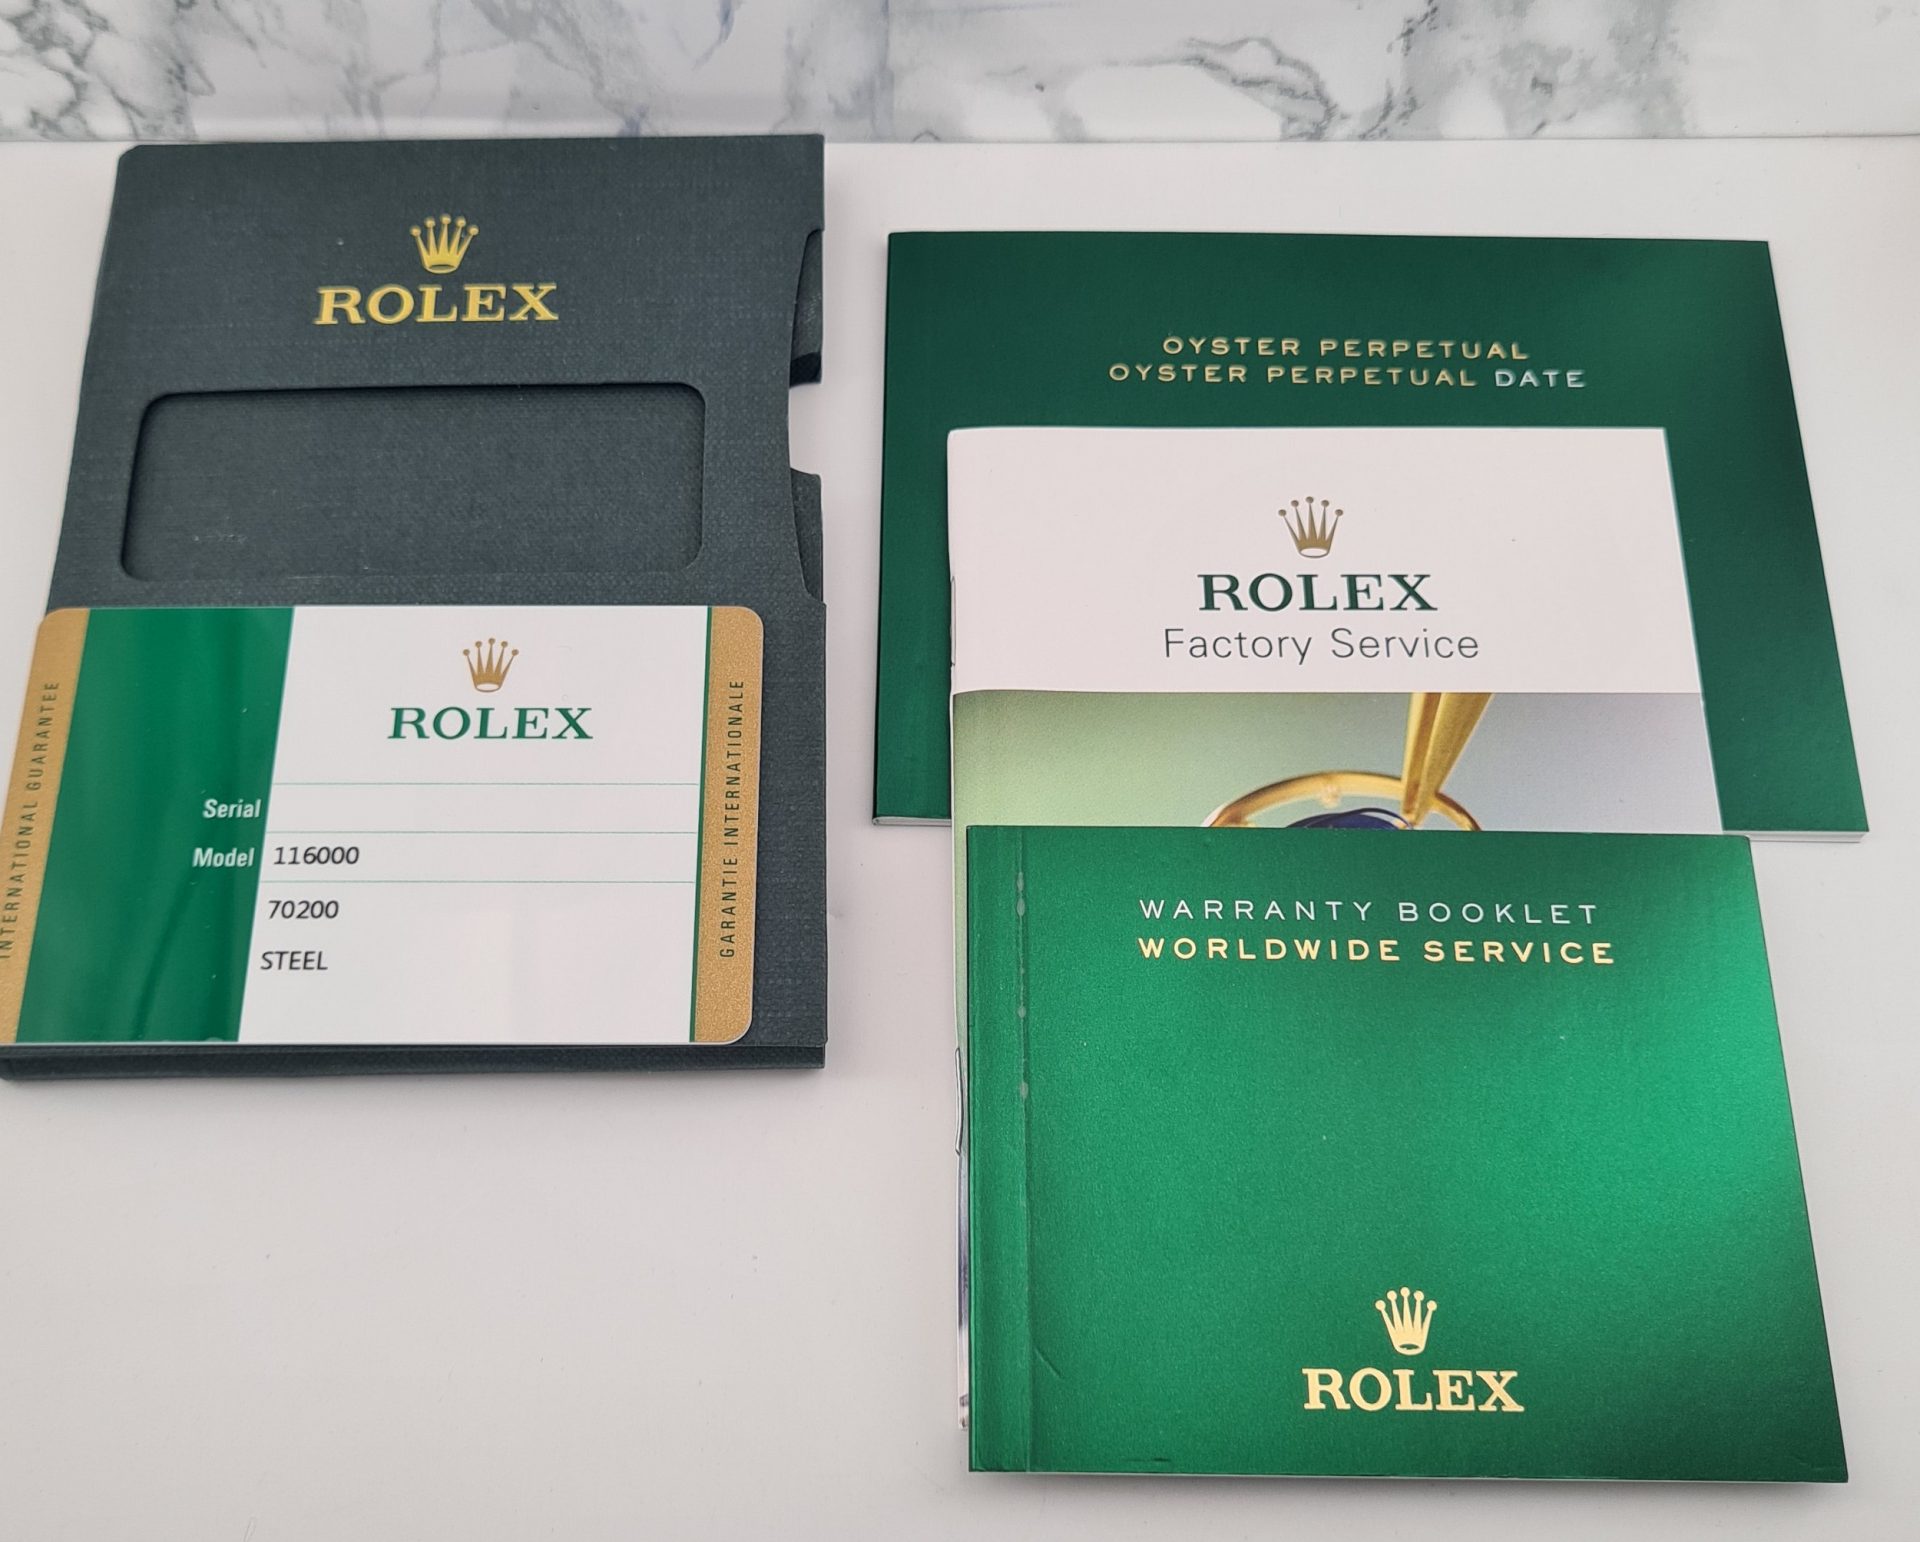 ROLEX
INTERNATIONAL GUARANTEE
ROLEX
Serial
Model 116000
70200
STEEL
GARANTIE INTERNATIONALE
OYSTER PERPETUAL
OYSTER PERPETUAL DATE
ROLEX
Factory Service
WARRANTY BOOKLET
WORLDWIDE SERVICE
ROLEX